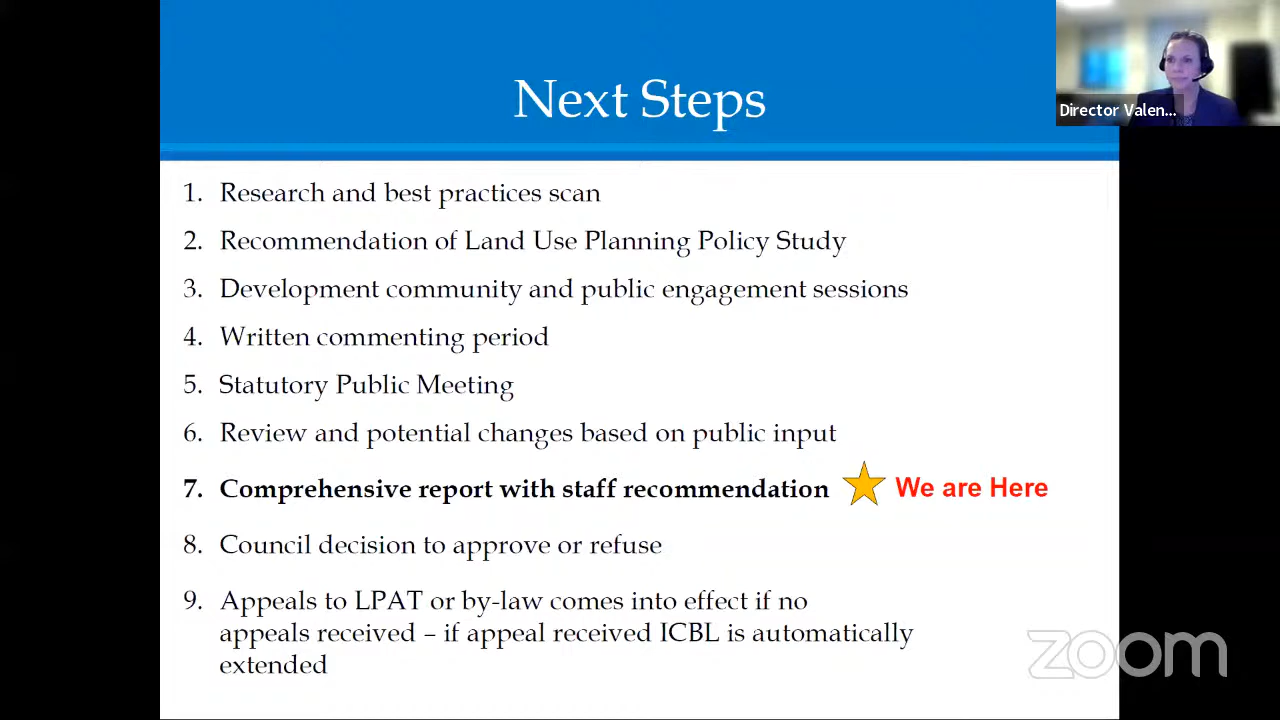 Next Steps
Director Valen...
1. Research and best practices scan
2. Recommendation of Land Use Planning Policy Study
3. Development community and public engagement sessions
4. Written commenting period
5. Statutory Public Meeting
6. Review and potential changes based on public input
7. Comprehensive report with staff recommendation We are Here
8. Council decision to approve or refuse
9. Appeals to LPAT or by-law comes into effect if no
appeals received – if appeal received ICBL is automatically
extended
zoom